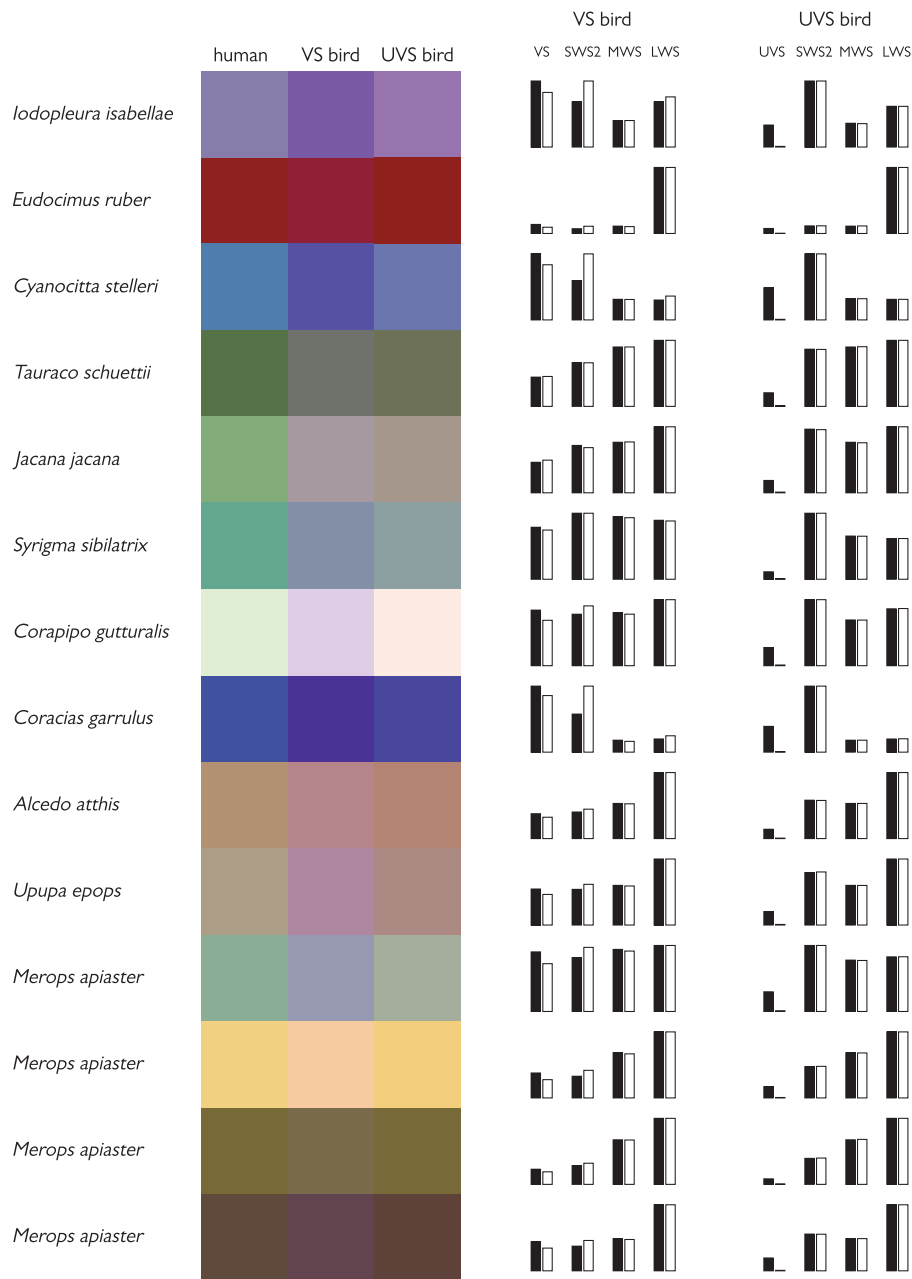 VS bird UVS bird
human VS bird UVS bird VS SWS2 MWS LWS UVS SWS2 MWS LWS
Iodopleura isabellae
Eudocimus ruber
Cyanocitta stelleri
Tauraco schuettii
Jacana jacana
Syrigma sibilatrix
Corapipo gutturalis
Coracias garrulus
Alcedo atthis
Upupa epops
Merops apiaster
Merops apiaster
Merops apiaster
Merops apiaster